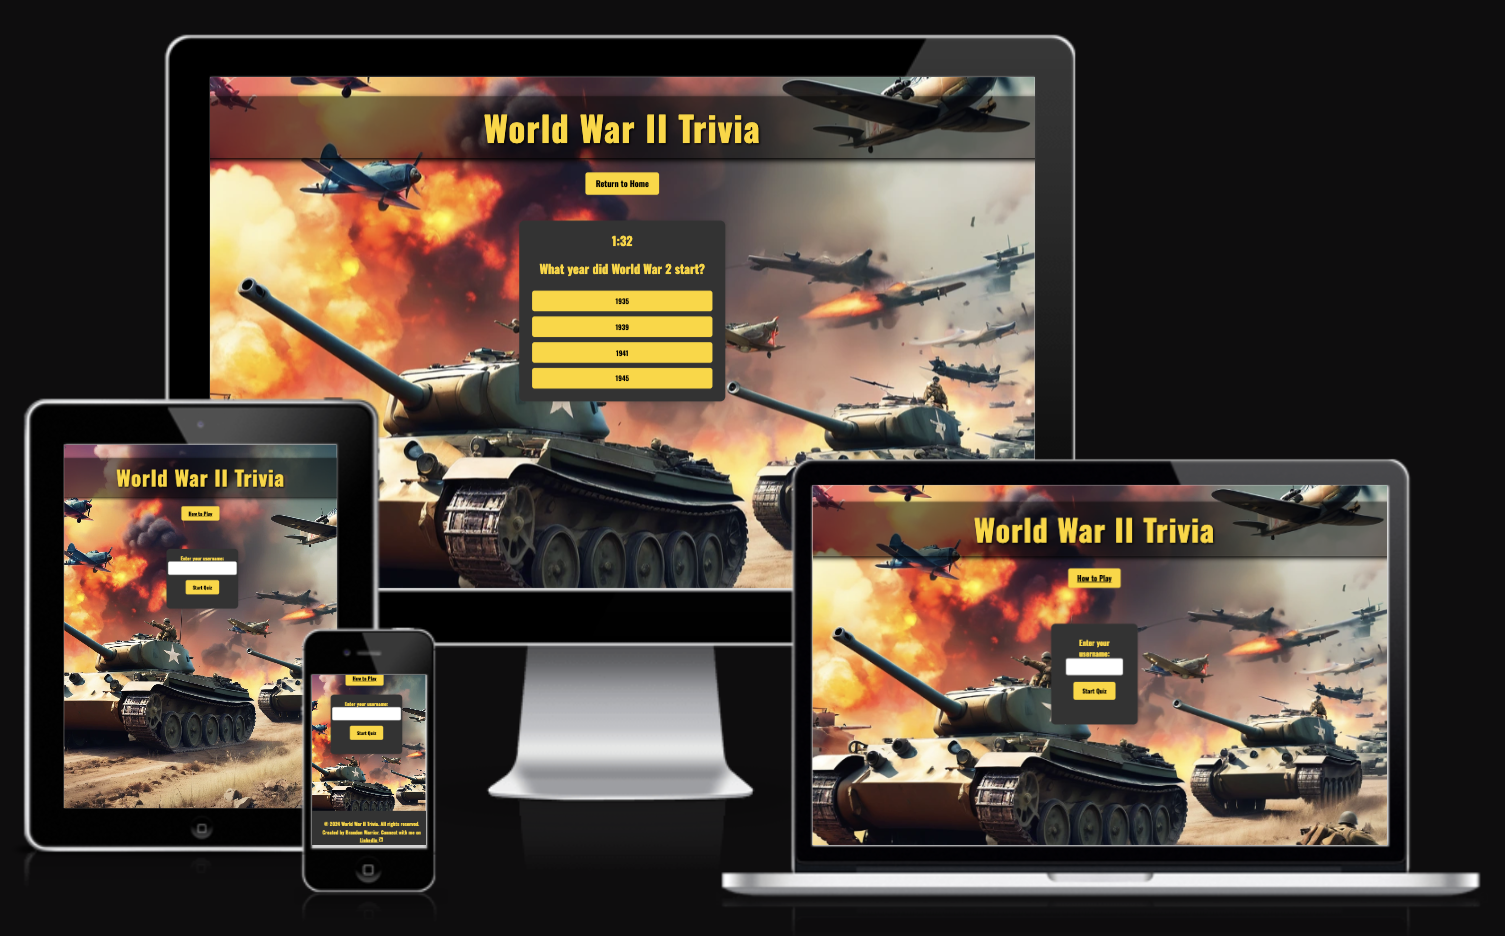 World War II Trivia
Return to Home
1:32
What year did World War 2 start?
1935
1939
1941
1945
World War II Trivia
How to Play
Enter your username:
Start Quiz
How to Play
Enter your username:
Start Quiz
© 2024 World War II Trivia. All rights reserved.
Created by Brandon Warrior. Connect with me on
LinkedIn
World War II Trivia
How to Play
Enter your
username:
Start Quiz